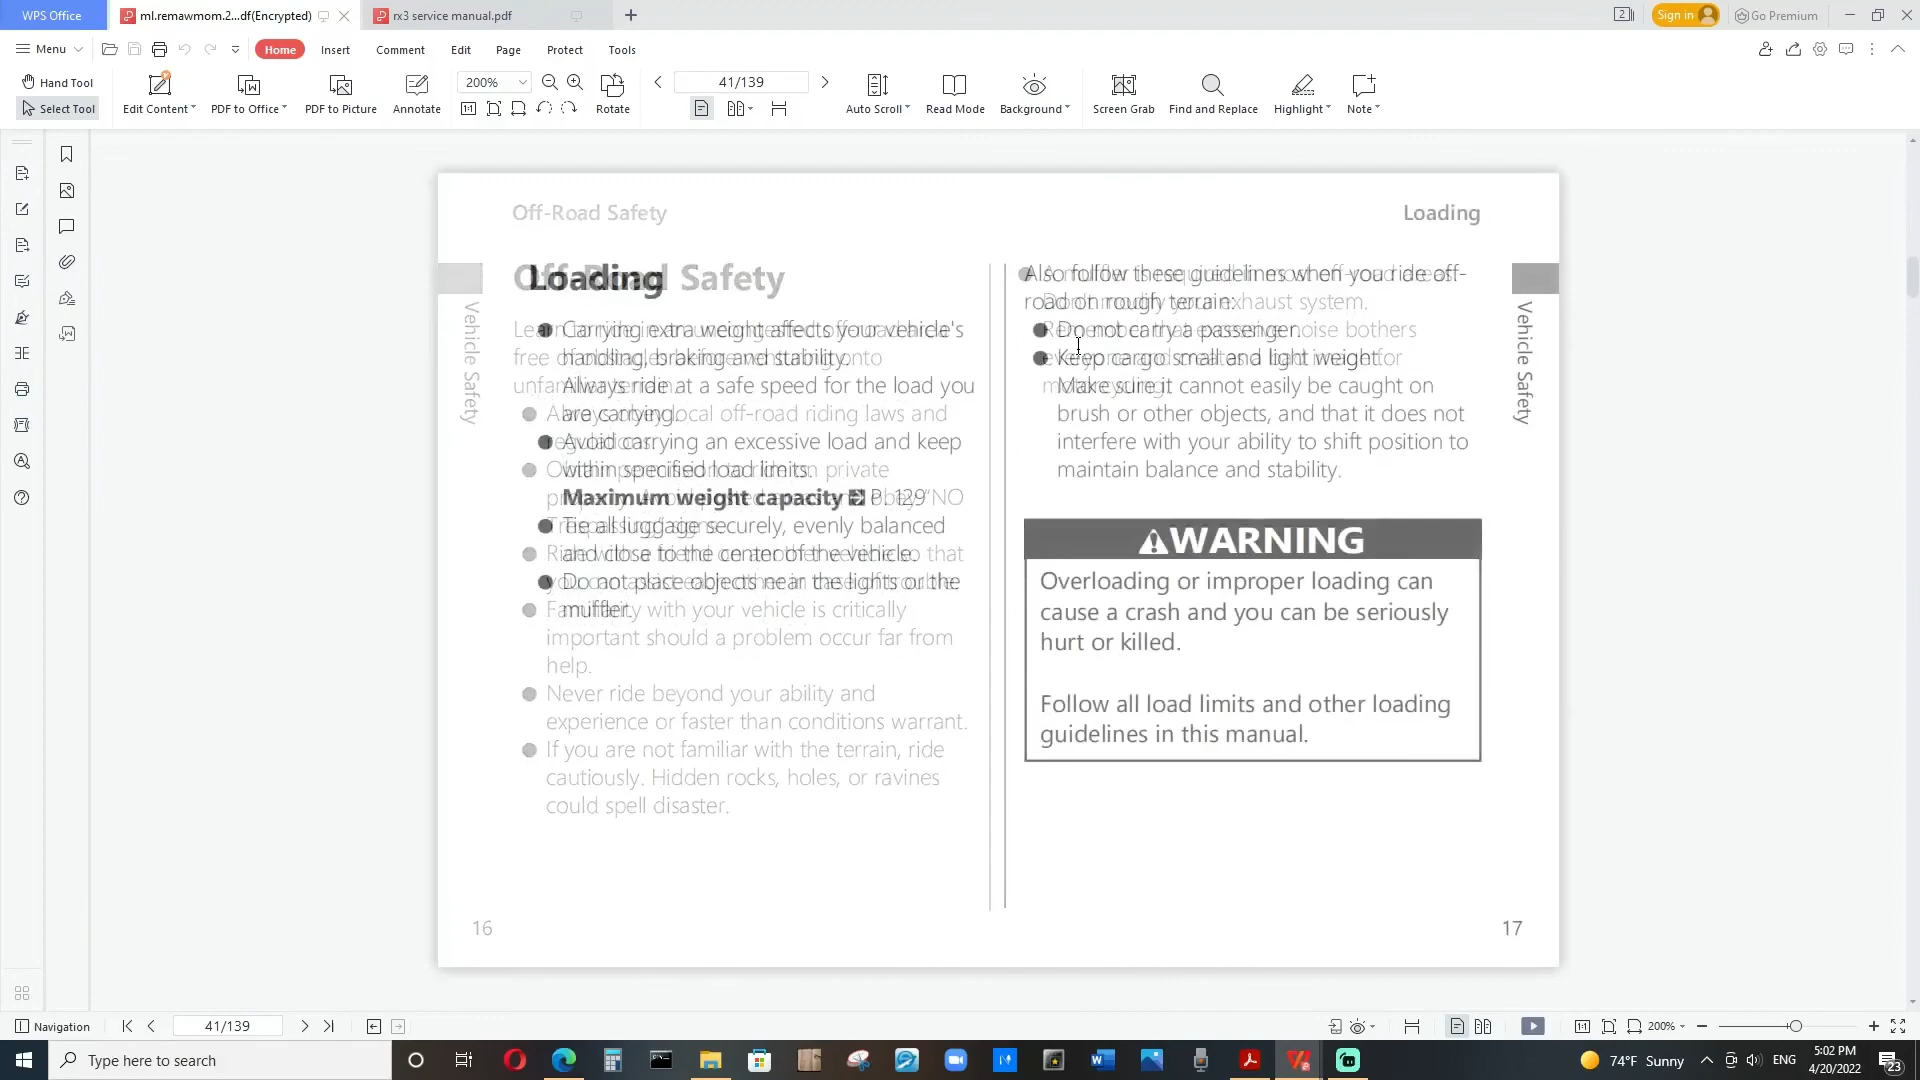 WPS Office
ml.remawmom.2...df(Encrypted)
rx3 service manual.pdf
2
Sign in
Go Premium
Menu
Home
Insert
Comment
Edit
Page
Protect
Tools
Hand Tool
Select Tool
Edit Content
PDF to Office
PDF to Picture
Annotate
200%
Rotate
41/139
Auto Scroll
Read Mode
Background
Screen Grab
Find and Replace
Highlight
Note
Off-Road Safety
Loading
Vehicle Safety
Off-Road Safety
Loading
Carrying extra weight affects your vehicle's
handling, braking and stability.
Always ride at a safe speed for the load you
are carrying.
Avoid carrying an excessive load and keep
within specified load limits.
Maximum weight capacity P. 129
Tie all luggage securely, evenly balanced
and close to the center of the vehicle.
Do not place objects near the lights or the
muffler.
Familiarity with your vehicle is critically
important should a problem occur far from
help.
Never ride beyond your ability and
experience or faster than conditions warrant.
If you are not familiar with the terrain, ride
cautiously. Hidden rocks, holes, or ravines
could spell disaster.
16
Also follow these guidelines when you ride off-
road on rough terrain:
Do not carry a passenger.
Keep cargo small and light weight.
Make sure it cannot easily be caught on
brush or other objects, and that it does not
interfere with your ability to shift position to
maintain balance and stability.
WARNING
Overloading or improper loading can
cause a crash and you can be seriously
hurt or killed.
Follow all load limits and other loading
guidelines in this manual.
Vehicle Safety
17
Navigation
41/139
200%
Type here to search
74°F Sunny
ENG
5:02 PM
4/20/2022
23